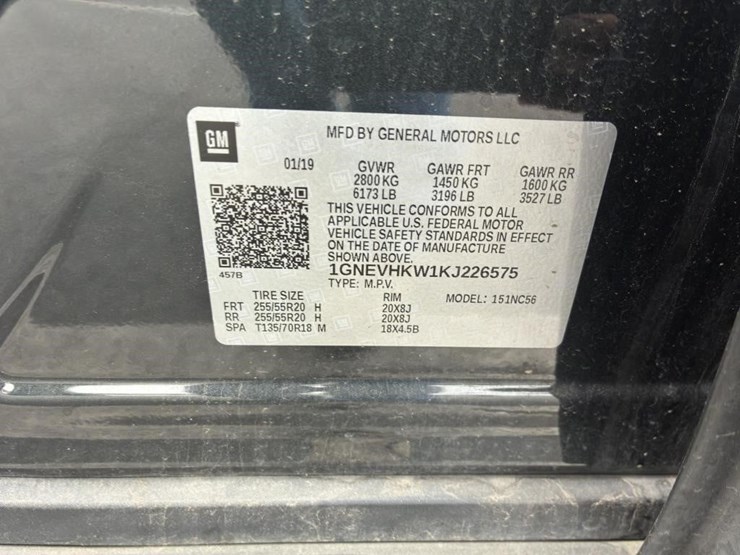 GM
MFD BY GENERAL MOTORS LLC
01/19 GVWR GAWR FRT GAWR RR
2800 KG 1450 KG 1600 KG
6173 LB 3196 LB 3527 LB
THIS VEHICLE CONFORMS TO ALL
APPLICABLE U.S. FEDERAL MOTOR
VEHICLE SAFETY STANDARDS IN EFFECT
ON THE DATE OF MANUFACTURE
SHOWN ABOVE.
457B
1GNEVHKW1KJ226575
TYPE: M.P.V.
TIRE SIZE RIM MODEL: 151NC56
FRT 255/55R20 H 20X8J
RR 255/55R20 H 20X8J
SPA T135/70R18 M 18X4.5B